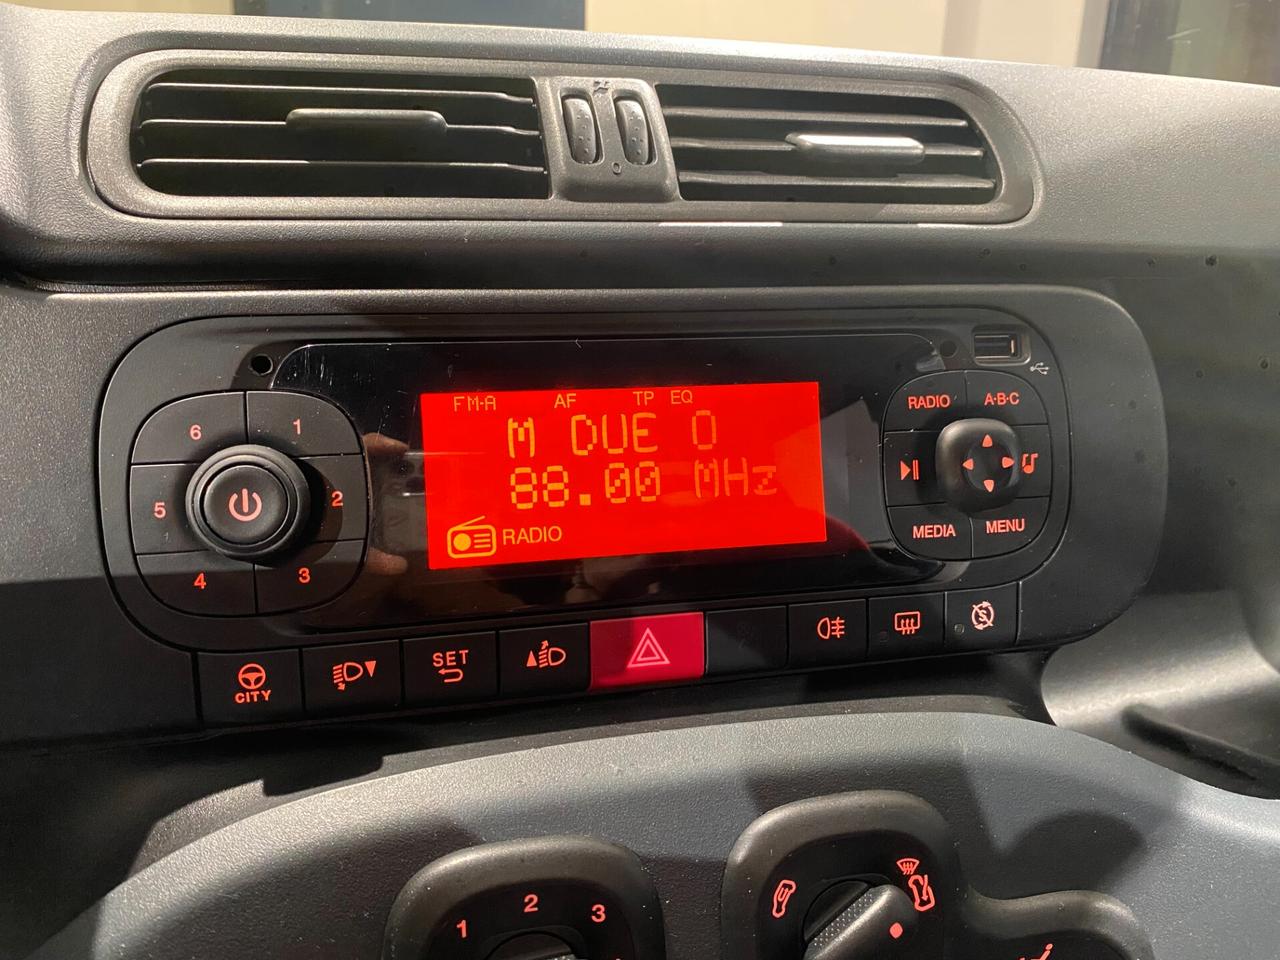 FM-A AF TP EQ
M DUE O
88.00 MHz
RADIO
6 1
5 2
4 3
RADIO A·B·C
MEDIA MENU
CITY
SET
1 2 3
0